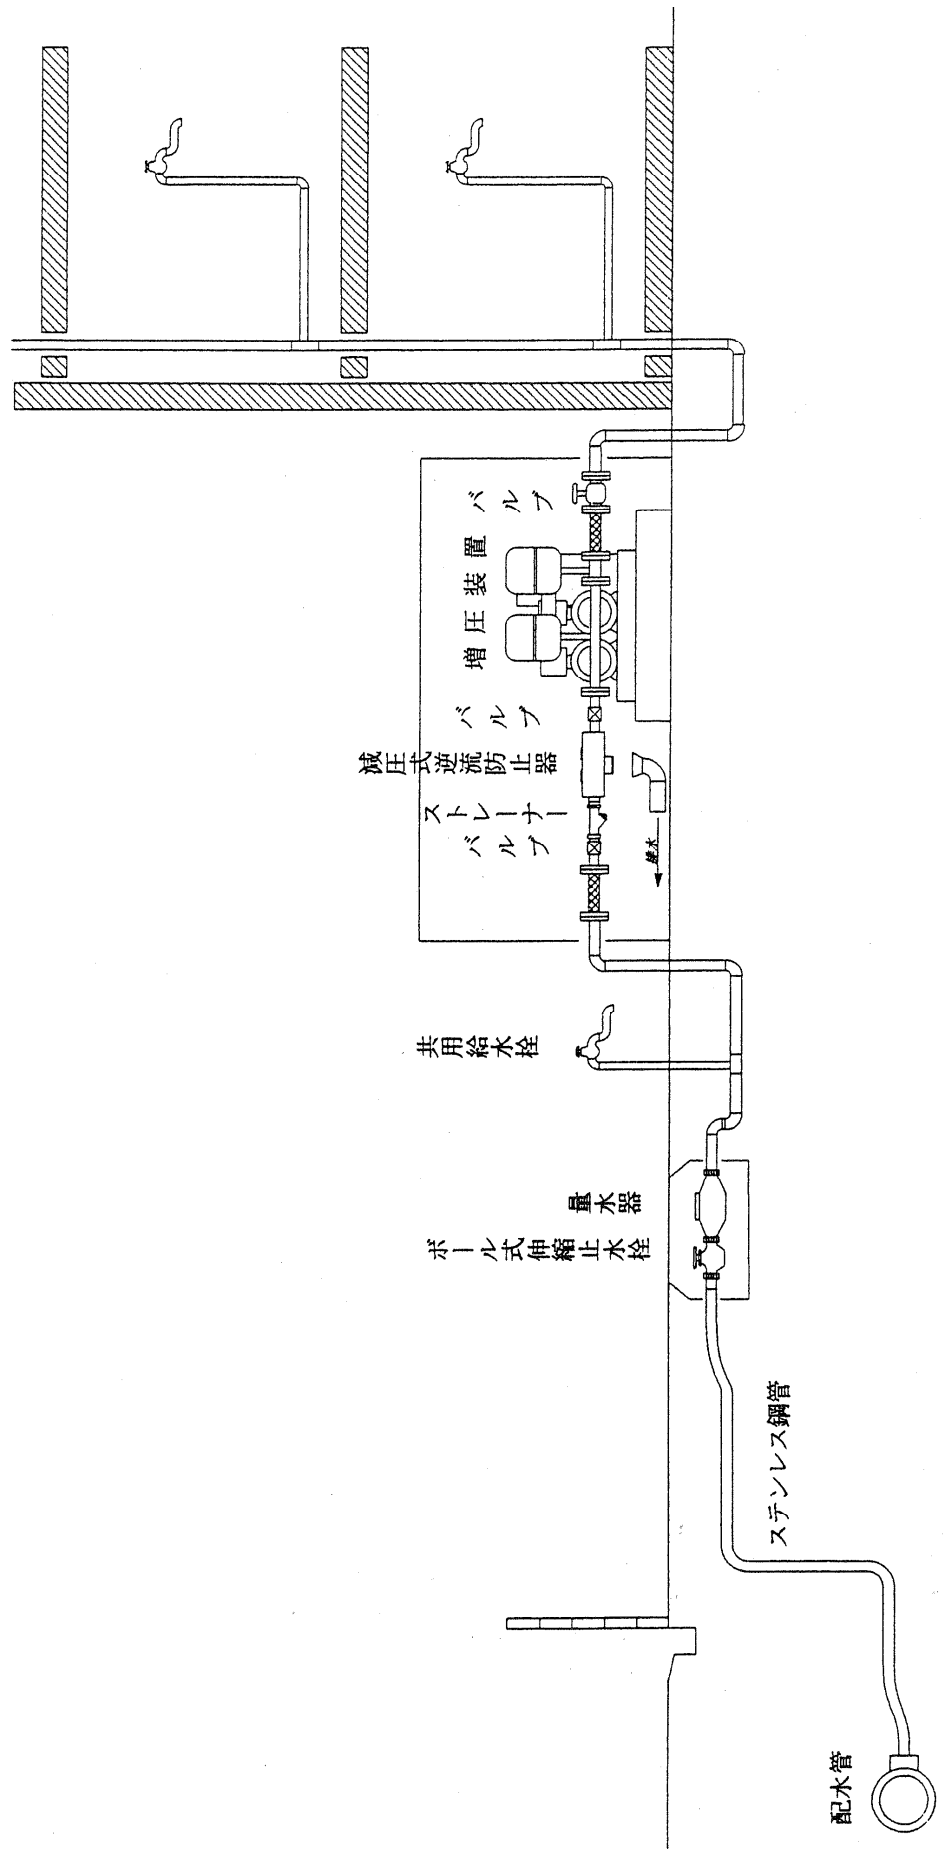 配水管
ステンレス鋼管
ボール式伸縮止水栓
量水器
共用給水栓
バルブ
ストレーナー
減圧式逆流防止器
バルブ
増圧装置
バルブ